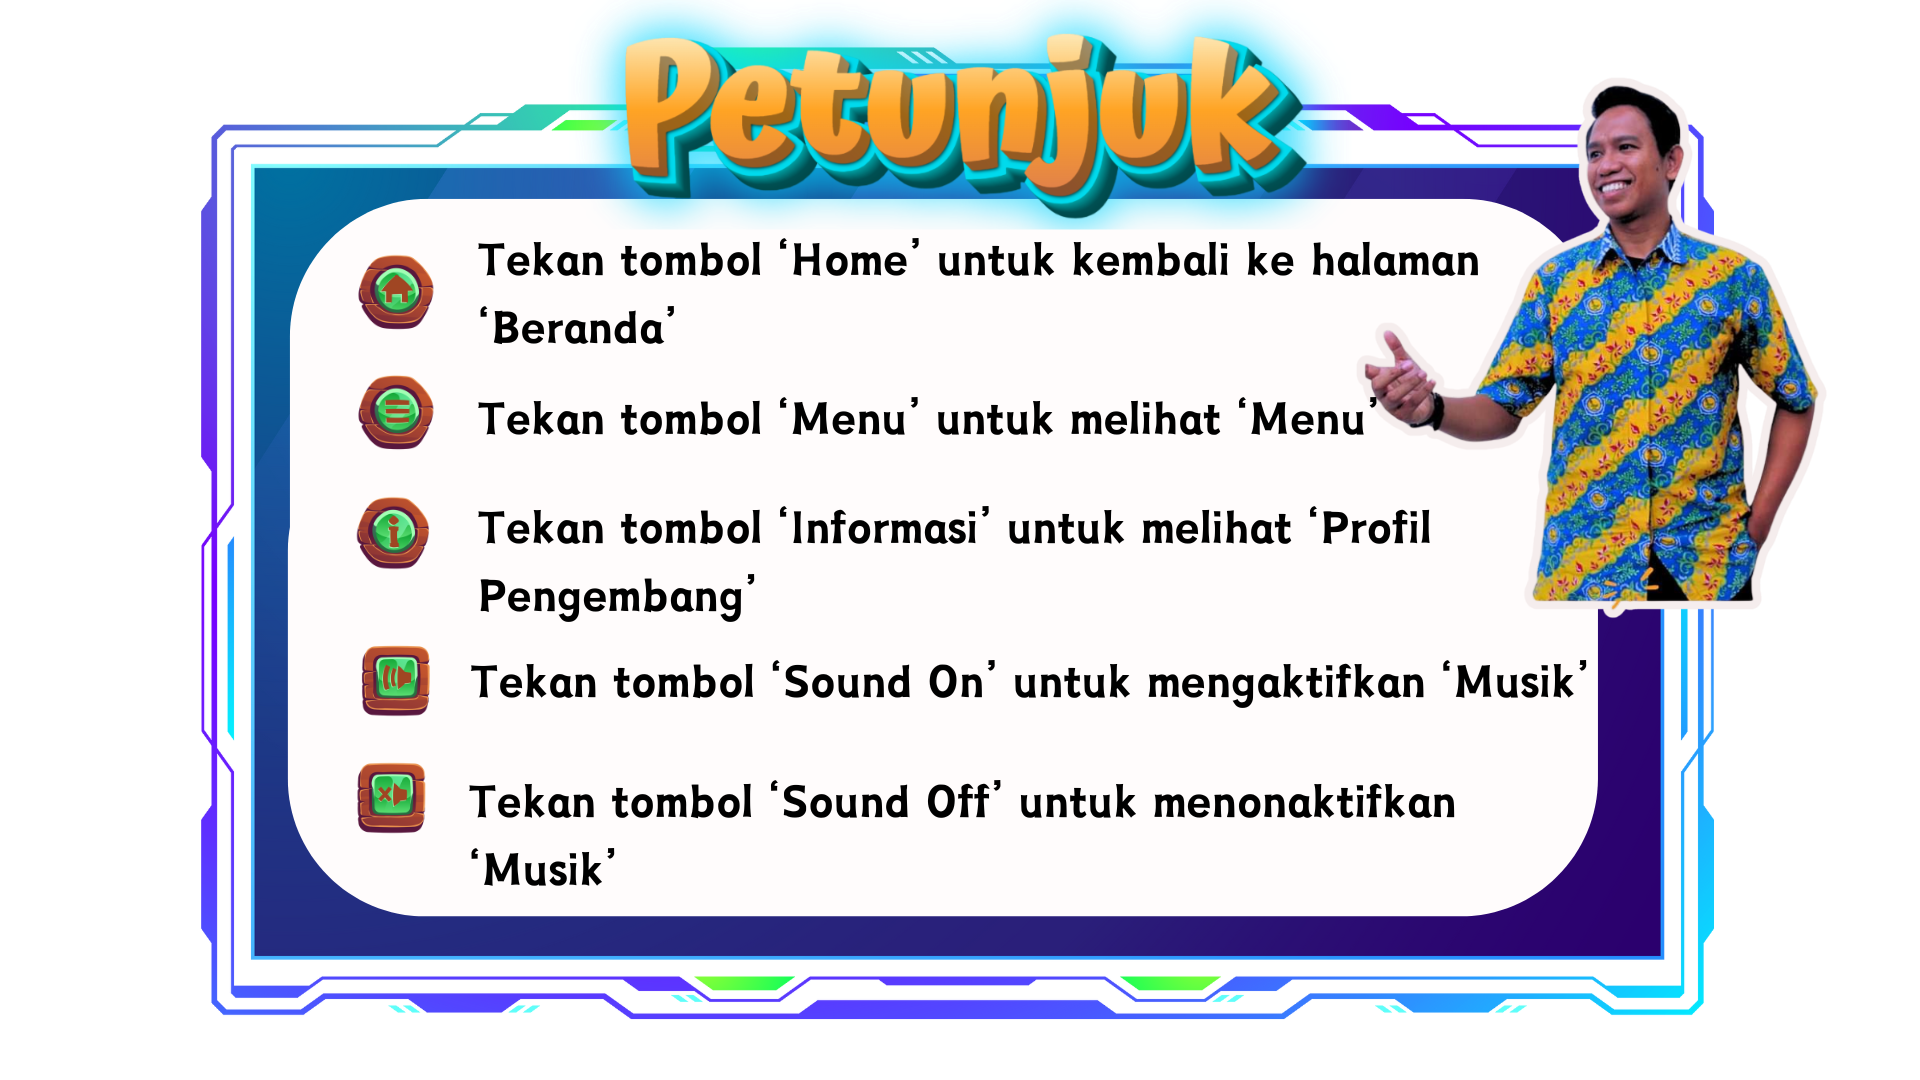 Petunjuk
Tekan tombol ‘Home’ untuk kembali ke halaman
‘Beranda’
Tekan tombol ‘Menu’ untuk melihat ‘Menu’
Tekan tombol ‘Informasi’ untuk melihat ‘Profil
Pengembang’
Tekan tombol ‘Sound On’ untuk mengaktifkan ‘Musik’
Tekan tombol ‘Sound Off’ untuk menonaktifkan
‘Musik’